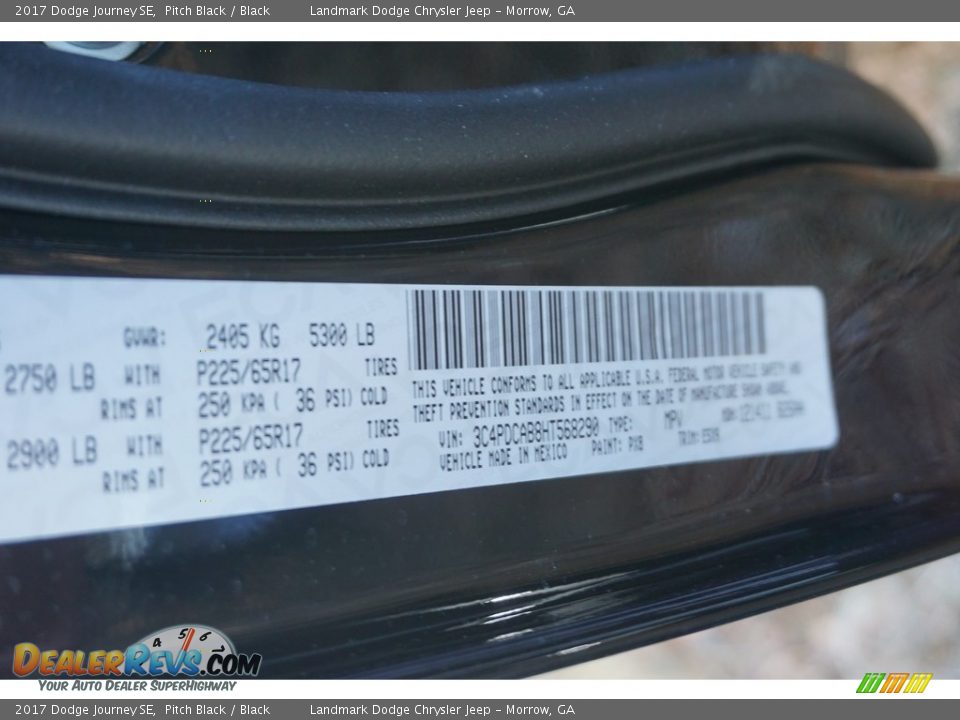 2017 Dodge Journey SE, Pitch Black / Black Landmark Dodge Chrysler Jeep - Morrow, GA
GVWR: 2405 KG 5300 LB
2750 LB WITH P225/65R17 TIRES
RIMS AT 250 KPA ( 36 PSI) COLD
2900 LB WITH P225/65R17 TIRES
RIMS AT 250 KPA ( 36 PSI) COLD
THIS VEHICLE CONFORMS TO ALL APPLICABLE U.S.A. FEDERAL MOTOR VEHICLE SAFETY AND
THEFT PREVENTION STANDARDS IN EFFECT ON THE DATE OF MANUFACTURE SHOWN ABOVE.
VIN: 3C4PDCAB8HT568290 TYPE: MPV
VEHICLE MADE IN MEXICO PAINT: PX8 TRIM:
4 5 6
DEALERREVS.COM
YOUR AUTO DEALER SUPERHIGHWAY
2017 Dodge Journey SE, Pitch Black / Black Landmark Dodge Chrysler Jeep - Morrow, GA